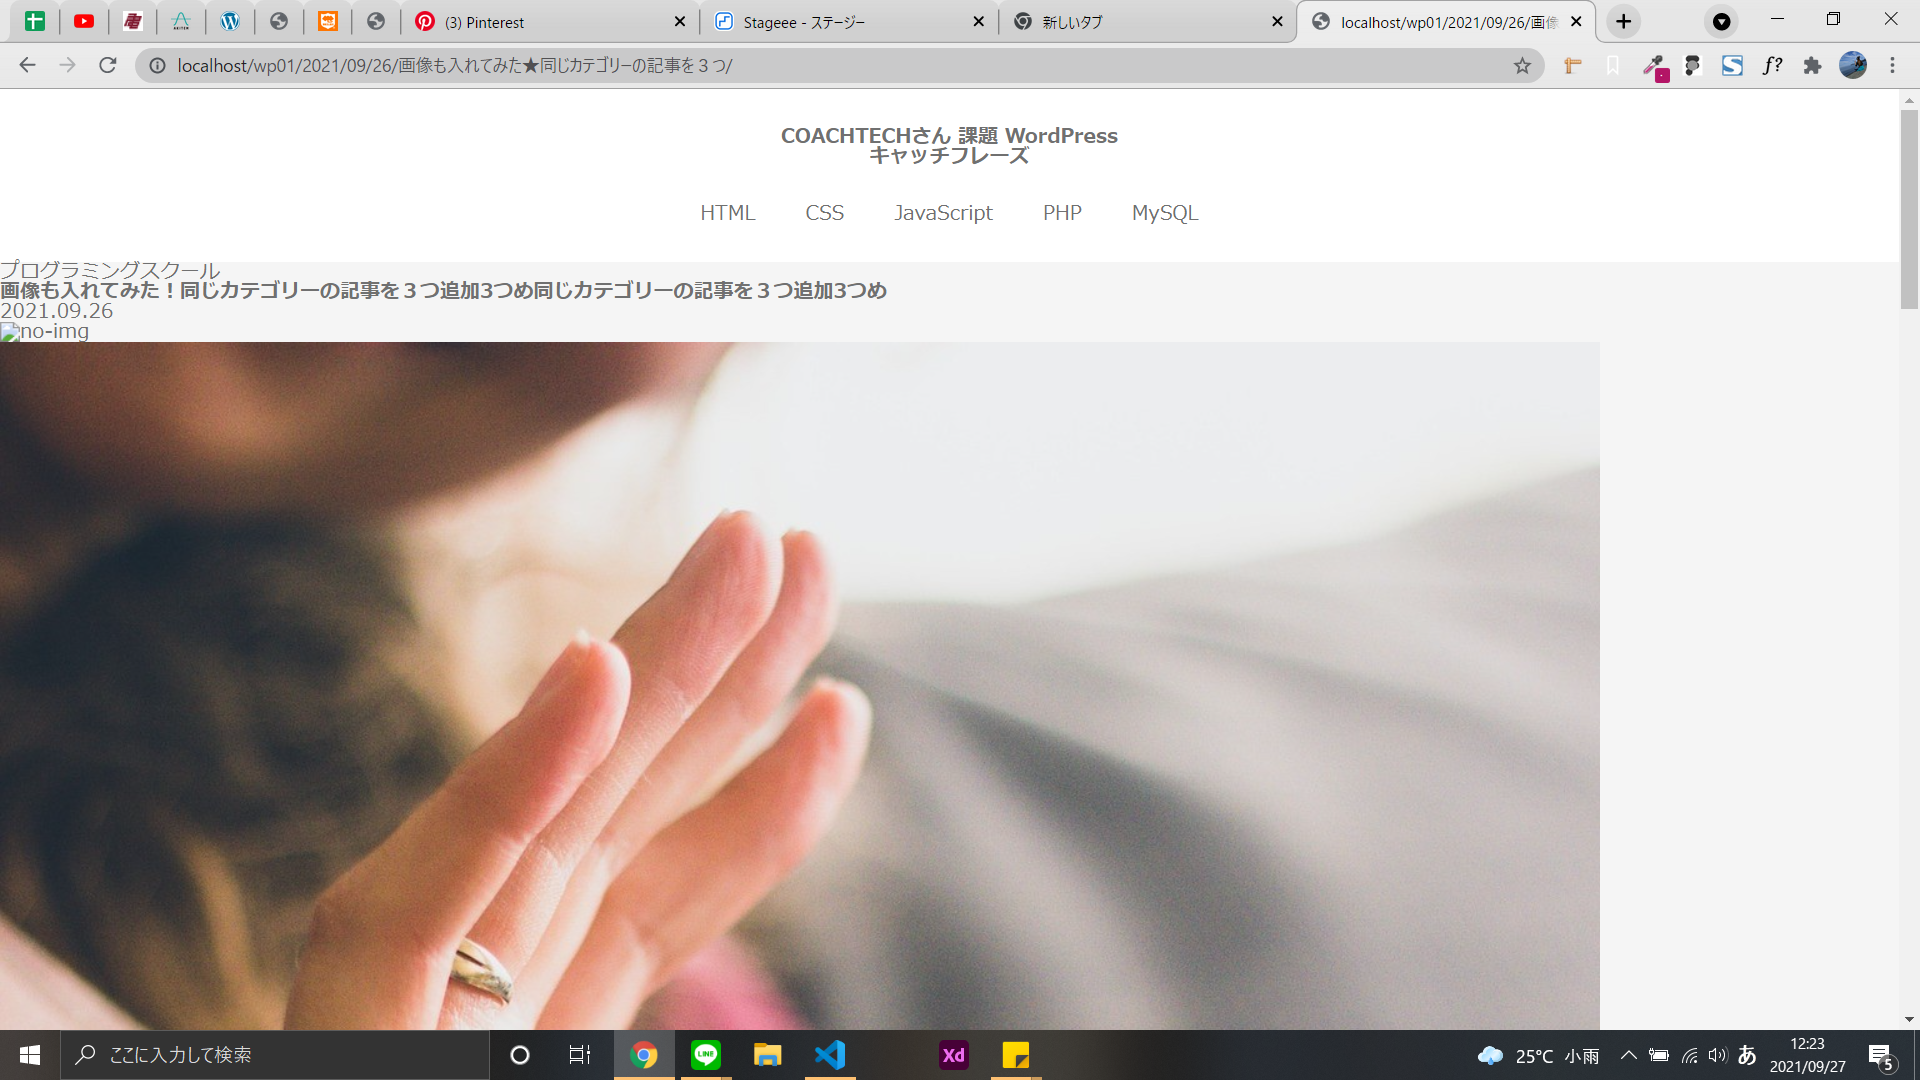 (3) Pinterest
Stageee - ステージー
新しいタブ
localhost/wp01/2021/09/26/画像
localhost/wp01/2021/09/26/画像も入れてみた★同じカテゴリーの記事を３つ/
COACHTECHさん 課題 WordPress
キャッチフレーズ
HTML CSS JavaScript PHP MySQL
プログラミングスクール
画像も入れてみた！同じカテゴリーの記事を３つ追加3つめ同じカテゴリーの記事を３つ追加3つめ
2021.09.26
no-img
ここに入力して検索
LINE
Xd
25°C 小雨
あ
12:23
2021/09/27
5